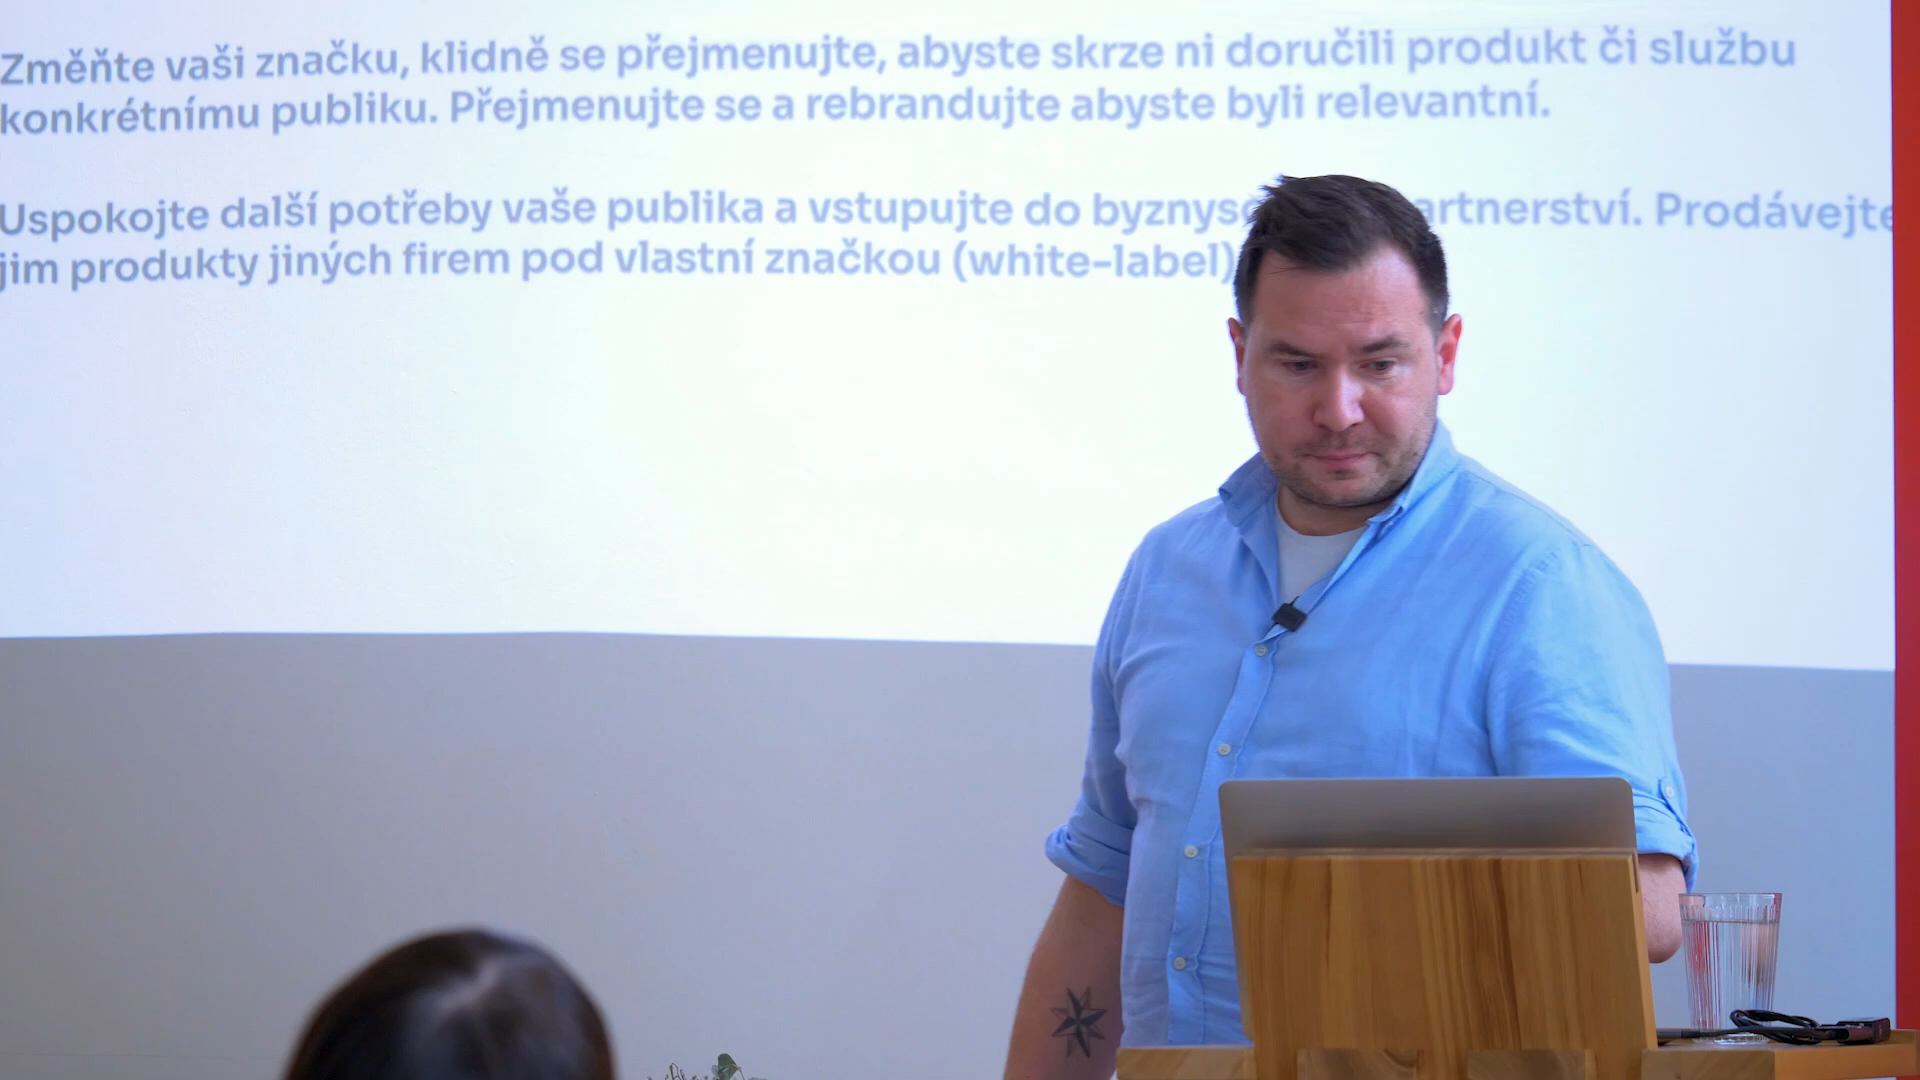 Změňte vaši značku, klidně se přejmenujte, abyste skrze ni doručili produkt či službu
konkrétnímu publiku. Přejmenujte se a rebrandujte abyste byli relevantní.
Uspokojte další potřeby vaše publika a vstupujte do artnerství. Prodávejte
jim produkty jiných firem pod vlastní značkou (white-label)